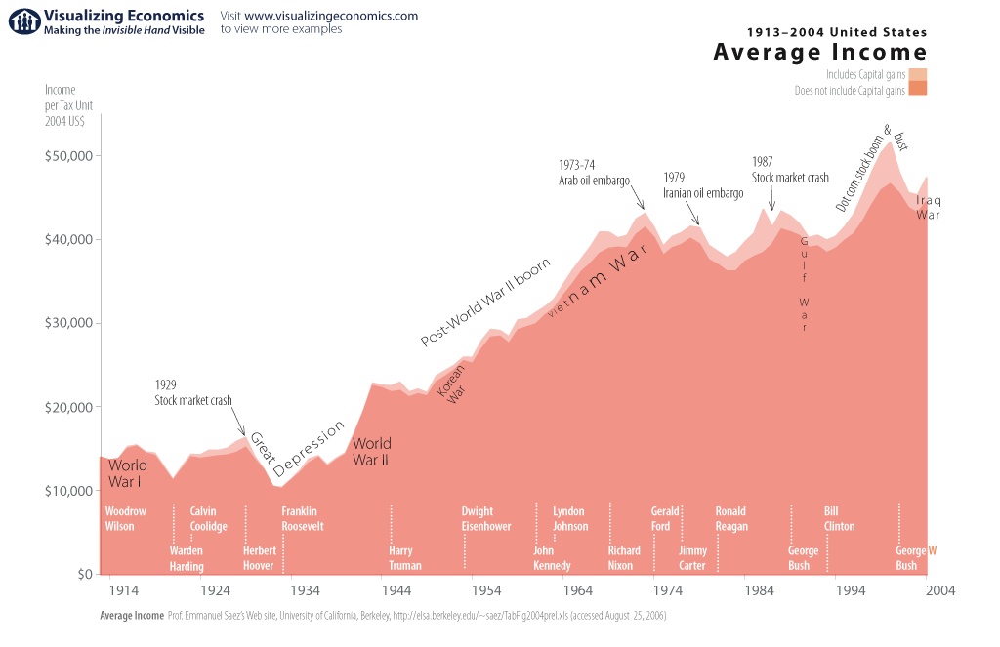 Visualizing Economics
Making the Invisible Hand Visible
Visit www.visualizingeconomics.com
to view more examples
1913–2004 United States
Average Income
Includes Capital gains
Does not include Capital gains
Income
per Tax Unit
2004 US$
$50,000
$40,000
$30,000
$20,000
$10,000
$0
1929
Stock market crash
Great Depression
World
War I
World
War II
Post-World War II boom
Korean
War
Vietnam War
1973-74
Arab oil embargo
1979
Iranian oil embargo
1987
Stock market crash
Gulf War
Dot com stock boom & bust
Iraq
War
Woodrow
Wilson
Warden
Harding
Calvin
Coolidge
Herbert
Hoover
Franklin
Roosevelt
Harry
Truman
Dwight
Eisenhower
John
Kennedy
Lyndon
Johnson
Richard
Nixon
Gerald
Ford
Jimmy
Carter
Ronald
Reagan
George
Bush
Bill
Clinton
George W
Bush
1914 1924 1934 1944 1954 1964 1974 1984 1994 2004
Average Income Prof. Emmanuel Saez's Web site, University of California, Berkeley, http://elsa.berkeley.edu/~saez/TabFig2004prel.xls (accessed August 25, 2006)